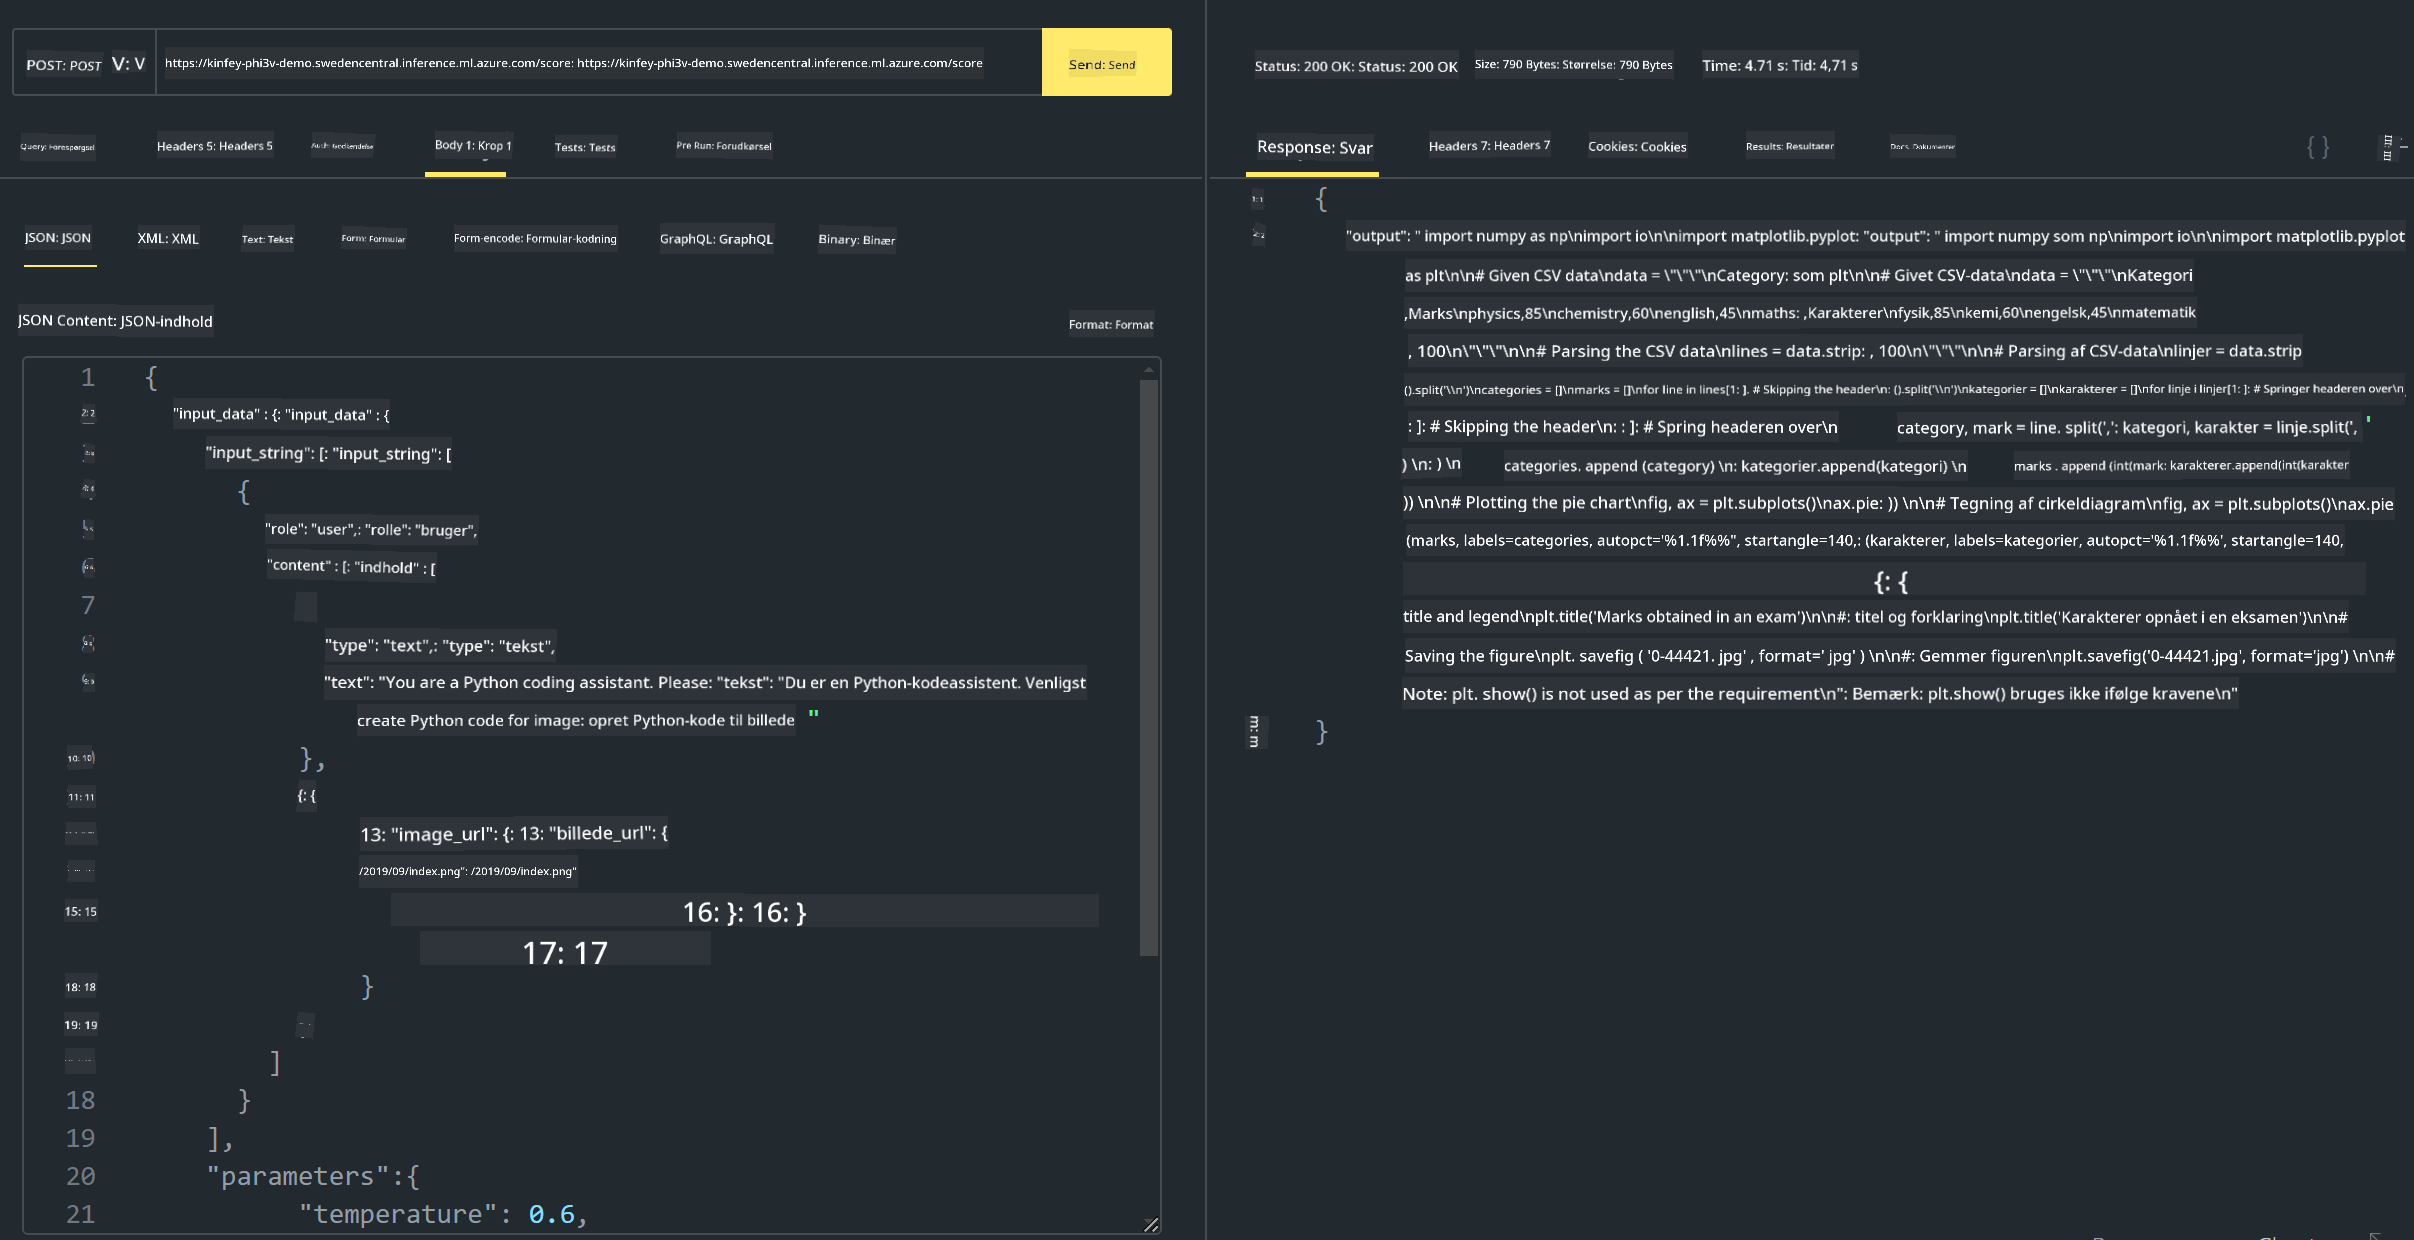 POST: POST V: V https://kinfey-phi3v-demo.swedencentral.inference.ml.azure.com/score: https://kinfey-phi3v-demo.swedencentral.inference.ml.azure.com/score Send: Send
Query: Forespørgsel Headers 5: Headers 5 Auth: Godkendelse Body 1: Krop 1 Tests: Tests Pre Run: Forudkørsel
JSON: JSON XML: XML Text: Tekst Form: Formular Form-encode: Formular-kodning GraphQL: GraphQL Binary: Binær
JSON Content: JSON-indhold Format: Format
1 {
2: 2 "input_data" : {: "input_data" : {
"input_string": [: "input_string": [
{
"role": "user",: "rolle": "bruger",
"content" : [: "indhold" : [
7
"type": "text",: "type": "tekst",
"text": "You are a Python coding assistant. Please: "tekst": "Du er en Python-kodeassistent. Venligst
create Python code for image: opret Python-kode til billede "
10: 10 },
11: 11 {: {
13: "image_url": {: 13: "billede_url": {
/2019/09/index.png": /2019/09/index.png"
15: 15 16: }: 16: }
17: 17
18: 18 }
19: 19
]
18 }
19 ],
20 "parameters":{
21 "temperature": 0.6,
Status: 200 OK: Status: 200 OK Size: 790 Bytes: Størrelse: 790 Bytes Time: 4.71 s: Tid: 4,71 s
Response: Svar Headers 7: Headers 7 Cookies: Cookies Results: Resultater Docs: Dokumenter { }
1: 1 {
2: 2 "output": " import numpy as np\nimport io\n\nimport matplotlib.pyplot: "output": " import numpy som np\nimport io\n\nimport matplotlib.pyplot
as plt\n\n# Given CSV data\ndata = \"\"\"\nCategory: som plt\n\n# Givet CSV-data\ndata = \"\"\"\nKategori
,Marks\nphysics,85\nchemistry,60\nenglish,45\nmaths: ,Karakterer\nfysik,85\nkemi,60\nengelsk,45\nmatematik
, 100\n\"\"\"\n\n# Parsing the CSV data\nlines = data.strip: , 100\n\"\"\"\n\n# Parsing af CSV-data\nlinjer = data.strip
().split('\\n')\ncategories = []\nmarks = []\nfor line in lines[1: ]. # Skipping the header\n: ().split('\\n')\nkategorier = []\nkarakterer = []\nfor linje i linjer[1: ]: # Springer headeren over\n
: ]: # Skipping the header\n: : ]: # Spring headeren over\n category, mark = line. split(',': kategori, karakter = linje.split(', '
) \n: ) \n categories. append (category) \n: kategorier.append(kategori) \n marks . append (int(mark: karakterer.append(int(karakter
)) \n\n# Plotting the pie chart\nfig, ax = plt.subplots()\nax.pie: )) \n\n# Tegning af cirkeldiagram\nfig, ax = plt.subplots()\nax.pie
(marks, labels=categories, autopct='%1.1f%%", startangle=140,: (karakterer, labels=kategorier, autopct='%1.1f%%', startangle=140,
{: {
title and legend\nplt.title('Marks obtained in an exam')\n\n#: titel og forklaring\nplt.title('Karakterer opnået i en eksamen')\n\n#
Saving the figure\nplt. savefig ( '0-44421. jpg' , format=' jpg' ) \n\n#: Gemmer figuren\nplt.savefig('0-44421.jpg', format='jpg') \n\n#
Note: plt. show() is not used as per the requirement\n": Bemærk: plt.show() bruges ikke ifølge kravene\n"
m: m }